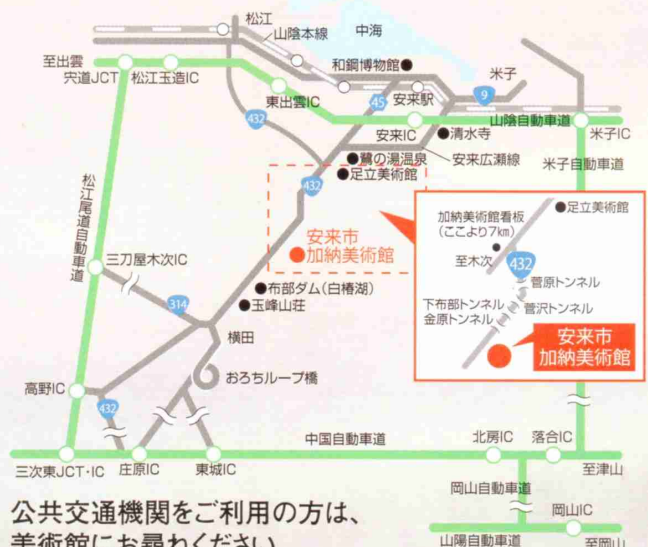 松江
山陰本線
中海
至出雲
宍道JCT
松江玉造IC
和鋼博物館
米子
東出雲IC
45
安来駅
9
432
安来IC
清水寺
山陰自動車道
米子IC
鷺の湯温泉
安来広瀬線
足立美術館
米子自動車道
432
松江尾道自動車道
安来市
加納美術館
足立美術館
加納美術館看板
(ここより7km)
至木次
432
菅原トンネル
下布部トンネル
菅沢トンネル
金原トンネル
安来市
加納美術館
三刀屋木次IC
布部ダム(白椿湖)
玉峰山荘
314
横田
おろちループ橋
高野IC
432
中国自動車道
北房IC
落合IC
三次東JCT・IC
庄原IC
東城IC
至津山
岡山自動車道
岡山IC
山陽自動車道
至岡山
公共交通機関をご利用の方は、
美術館にお尋ねください